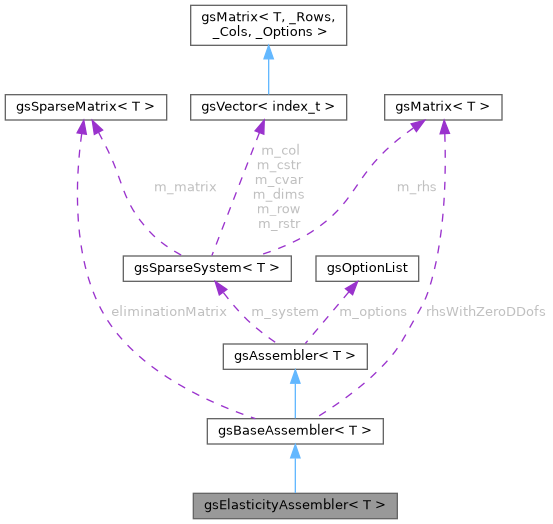 gsMatrix< T, _Rows,
_Cols, _Options >
gsSparseMatrix< T >
gsVector< index_t >
gsMatrix< T >
m_col
m_cstr
m_cvar
m_dims
m_row
m_rstr
m_matrix
m_rhs
gsSparseSystem< T >
gsOptionList
eliminationMatrix
m_system
m_options
rhsWithZeroDDofs
gsAssembler< T >
gsBaseAssembler< T >
gsElasticityAssembler< T >